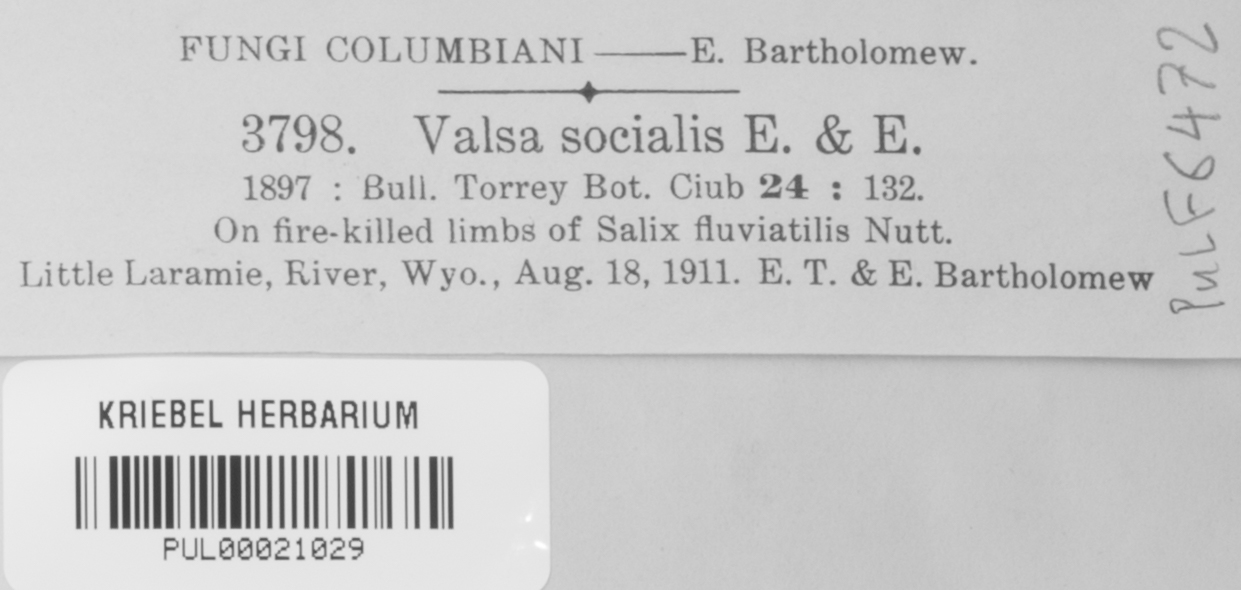 FUNGI COLUMBIANI —— E. Bartholomew.
3798. Valsa socialis E. & E.
1897 : Bull. Torrey Bot. Ciub 24 : 132.
On fire-killed limbs of Salix fluviatilis Nutt.
Little Laramie, River, Wyo., Aug. 18, 1911. E. T. & E. Bartholomew
PULF6472
KRIEBEL HERBARIUM
PUL00021029